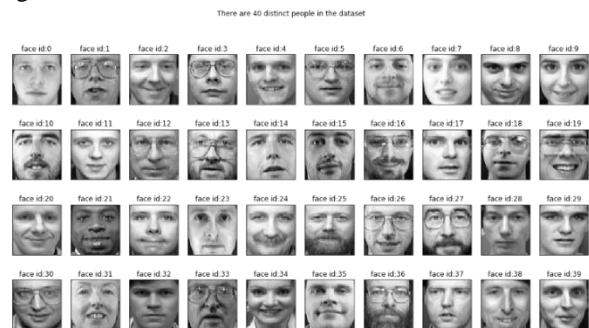 There are 40 distinct people in the dataset
face id:0 face id:1 face id:2 face id:3 face id:4 face id:5 face id:6 face id:7 face id:8 face id:9
face id:10 face id:11 face id:12 face id:13 face id:14 face id:15 face id:16 face id:17 face id:18 face id:19
face id:20 face id:21 face id:22 face id:23 face id:24 face id:25 face id:26 face id:27 face id:28 face id:29
face id:30 face id:31 face id:32 face id:33 face id:34 face id:35 face id:36 face id:37 face id:38 face id:39